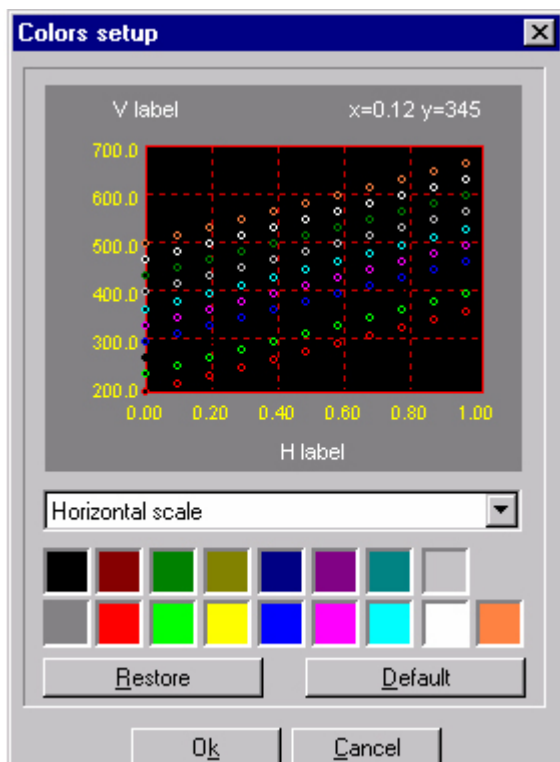 Colors setup
V label x=0.12 y=345
700.0
600.0
500.0
400.0
300.0
200.0
0.00 0.20 0.40 0.60 0.80 1.00
H label
Horizontal scale
Restore Default
Ok Cancel